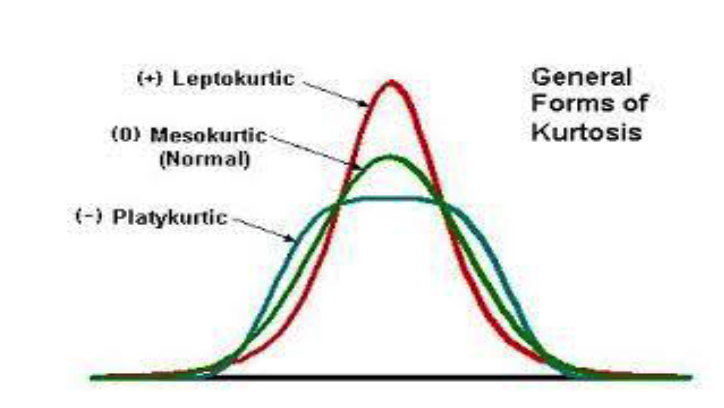 (+) Leptokurtic
(0) Mesokurtic
(Normal)
(-) Platykurtic
General
Forms of
Kurtosis